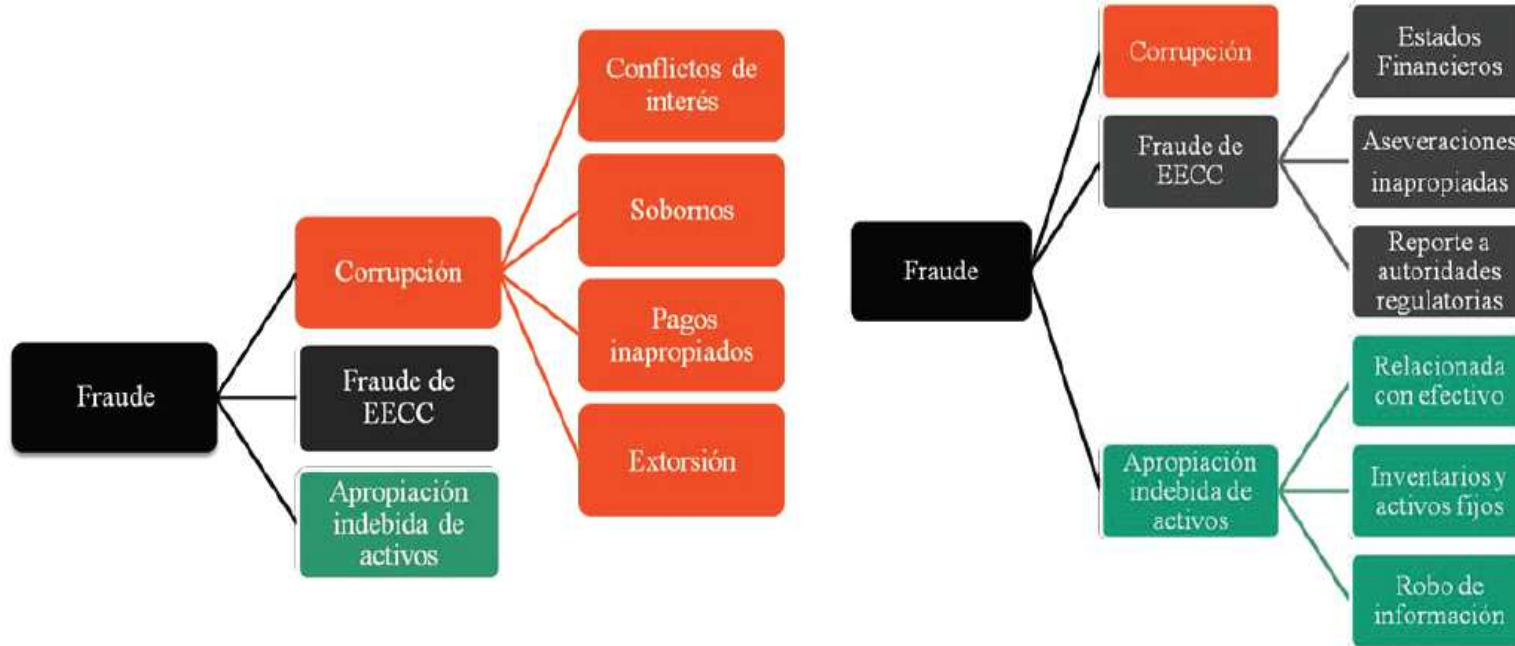 Fraude
Corrupción
Fraude de
EECC
Apropiación
indebida de
activos
Conflictos de
interés
Sobornos
Pagos
inapropiados
Extorsión
Fraude
Corrupción
Fraude de
EECC
Apropiación
indebida de
activos
Estados
Financieros
Aseveraciones
inapropiadas
Reporte a
autoridades
regulatorias
Relacionada
con efectivo
Inventarios y
activos fijos
Robo de
información